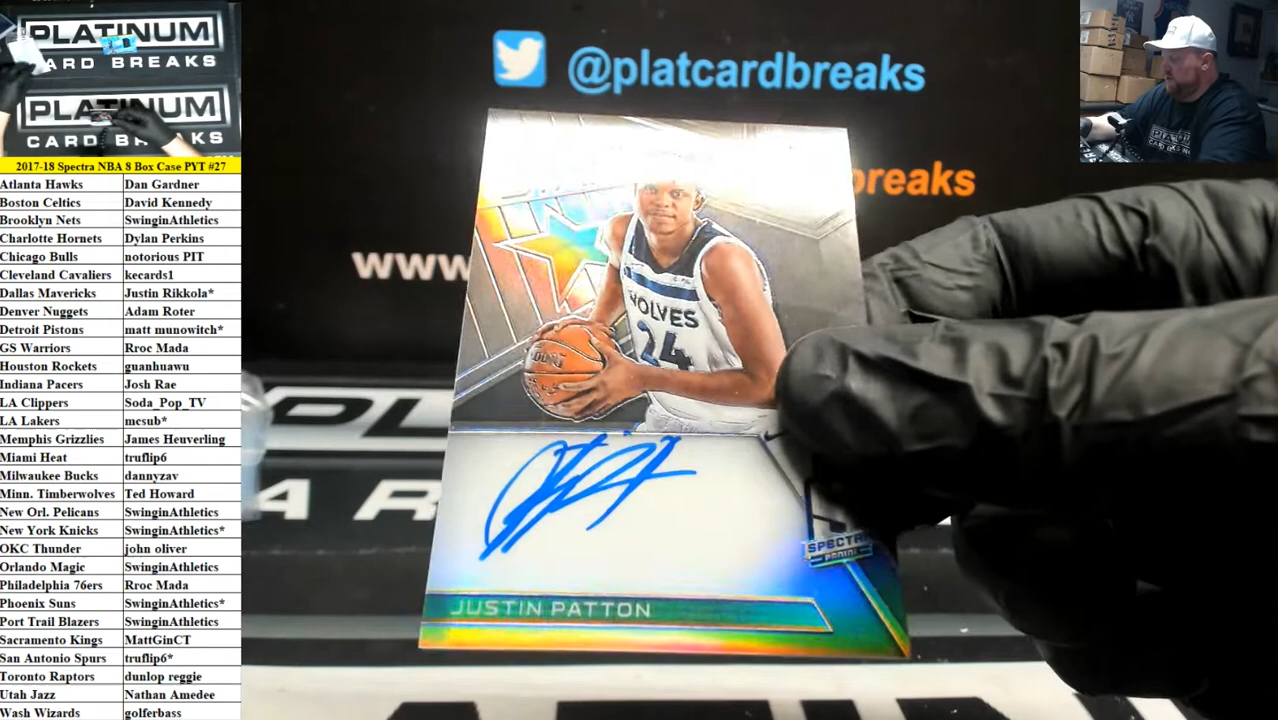 PLATINUM
CARD BREAKS
PLATINUM
CARD BREAKS
2017-18 Spectra NBA 8 Box Case PYT #27
Atlanta Hawks Dan Gardner
Boston Celtics David Kennedy
Brooklyn Nets SwinginAthletics
Charlotte Hornets Dylan Perkins
Chicago Bulls notorious PIT
Cleveland Cavaliers kecards1
Dallas Mavericks Justin Rikkola*
Denver Nuggets Adam Roter
Detroit Pistons matt munowitch*
GS Warriors Rroc Mada
Houston Rockets guanhuawu
Indiana Pacers Josh Rae
LA Clippers Soda_Pop_TV
LA Lakers mcsub*
Memphis Grizzlies James Heuverling
Miami Heat truflip6
Milwaukee Bucks dannyzav
Minn. Timberwolves Ted Howard
New Orl. Pelicans SwinginAthletics
New York Knicks SwinginAthletics*
OKC Thunder john oliver
Orlando Magic SwinginAthletics
Philadelphia 76ers Rroc Mada
Phoenix Suns SwinginAthletics*
Port Trail Blazers SwinginAthletics
Sacramento Kings MattGinCT
San Antonio Spurs truflip6*
Toronto Raptors dunlop reggie
Utah Jazz Nathan Amedee
Wash Wizards golferbass
@platcardbreaks
breaks
www
WOLVES
24
SPECTRA
PANINI
JUSTIN PATTON
PL
A R